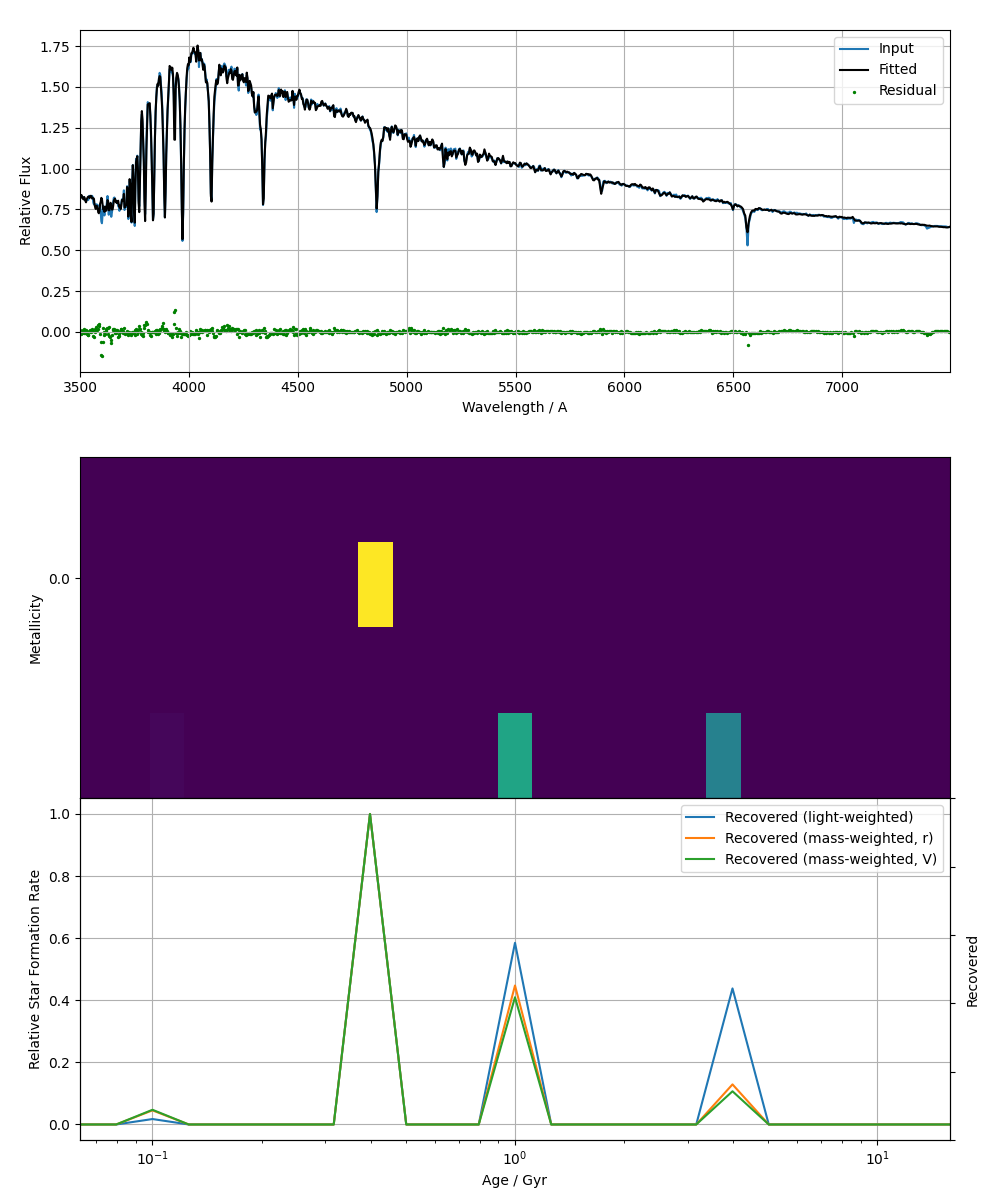 1.75
1.50
1.25
1.00
0.75
0.50
0.25
0.00
Relative Flux
Input
Fitted
Residual
3500 4000 4500 5000 5500 6000 6500 7000
Wavelength / A
0.0
Metallicity
1.0
0.8
0.6
0.4
0.2
0.0
Relative Star Formation Rate
Recovered (light-weighted)
Recovered (mass-weighted, r)
Recovered (mass-weighted, V)
Recovered
10⁻¹ 10⁰ 10¹
Age / Gyr